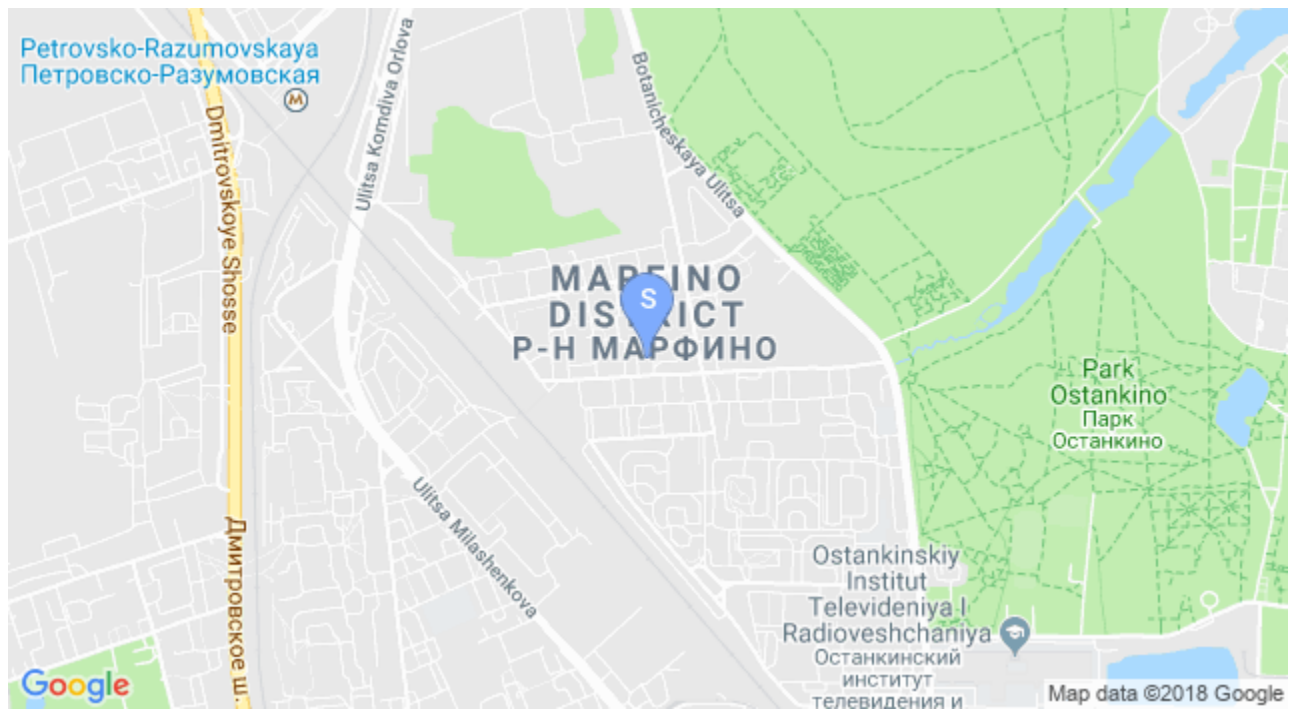 Petrovsko-Razumovskaya
Петровско-Разумовская
M
Ulitsa Komdiva Orlova
Botanicheskaya Ulitsa
Dmitrovskoye Shosse
MARFINO
DISTRICT
Р-Н МАРФИНО
S
Park
Ostankino
Парк
Останкино
Ulitsa Milashenkova
Дмитровское ш.
Ostankinskiy
Institut
Televideniya I
Radioveshchaniya
Останкинский
институт
телевидения и
Google
Map data ©2018 Google